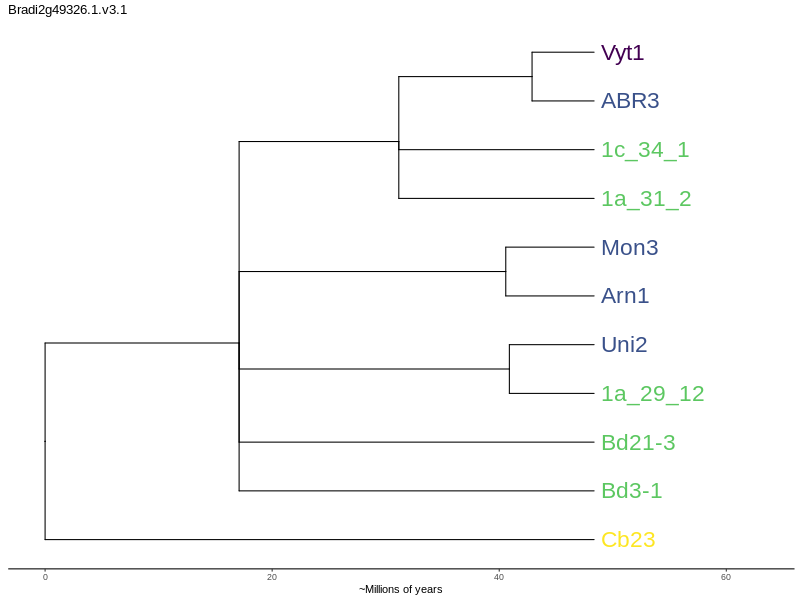 Bradi2g49326.1.v3.1
Vyt1
ABR3
1c_34_1
1a_31_2
Mon3
Arn1
Uni2
1a_29_12
Bd21-3
Bd3-1
Cb23
0 20 40 60
~Millions of years